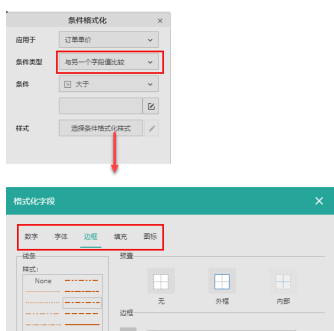 条件格式化 ×
应用于 订单单价
条件类型 与另一个字段值比较
条件 大于
样式 选择条件格式化样式
格式化字段 ×
数字 字体 边框 填充 图标
线条 预置
样式:
None
无 外框 内部
边框